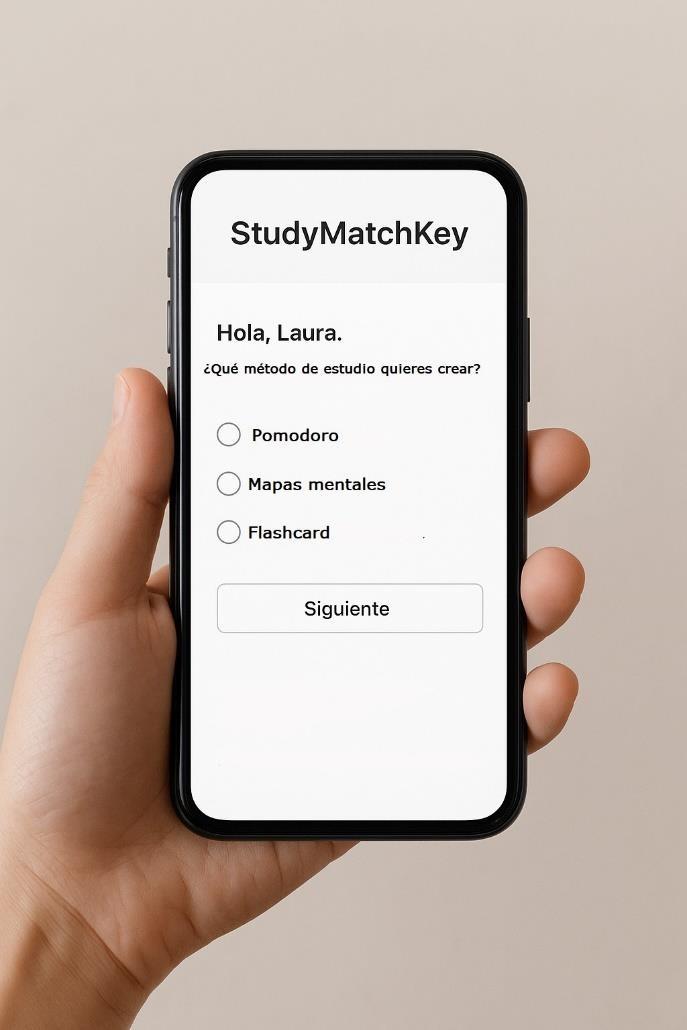 StudyMatchKey
Hola, Laura.
¿Qué método de estudio quieres crear?
Pomodoro
Mapas mentales
Flashcard
Siguiente